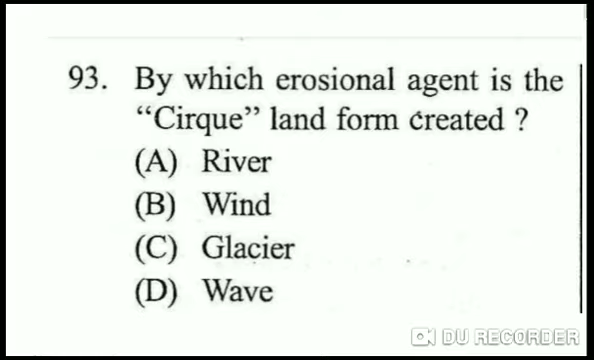 93. By which erosional agent is the
“Cirque” land form created ?
(A) River
(B) Wind
(C) Glacier
(D) Wave
DU RECORDER